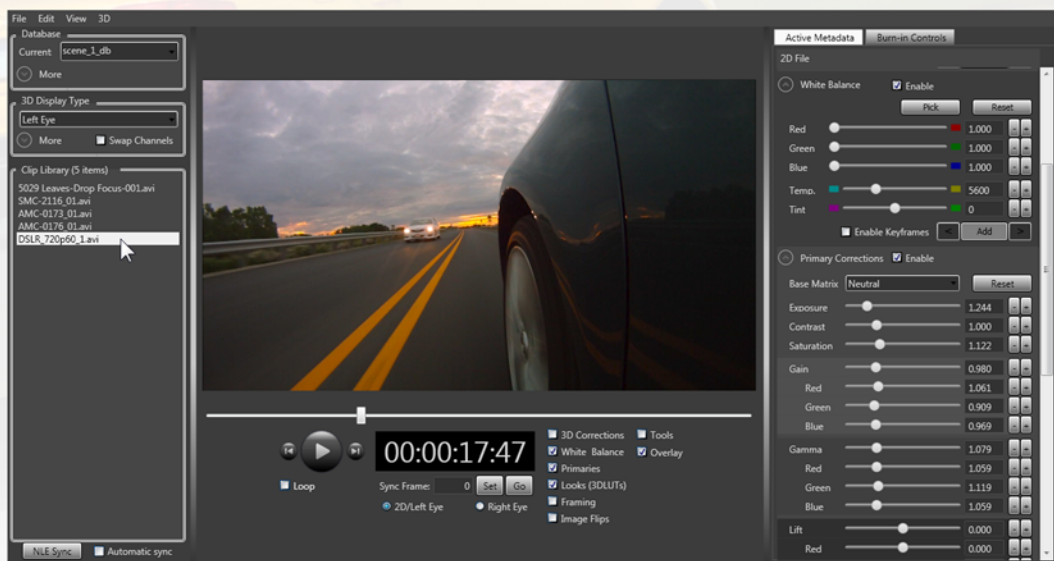 File Edit View 3D
Database
Current scene_1_db
More
3D Display Type
Left Eye
More Swap Channels
Clip Library (5 items)
5029 Leaves-Drop Focus-001.avi
SMC-2116_01.avi
AMC-0173_01.avi
AMC-0176_01.avi
DSLR_720p60_1.avi
NLE Sync Automatic sync
00:00:17:47
Loop
Sync Frame: 0 Set Go
2D/Left Eye Right Eye
3D Corrections Tools
White Balance Overlay
Primaries
Looks (3DLUTs)
Framing
Image Flips
Active Metadata Burn-in Controls
2D File
White Balance Enable
Pick Reset
Red 1.000 - +
Green 1.000 - +
Blue 1.000 - +
Temp. 5600 - +
Tint 0 - +
Enable Keyframes < Add >
Primary Corrections Enable
Base Matrix Neutral Reset
Exposure 1.244 - +
Contrast 1.000 - +
Saturation 1.122 - +
Gain 0.980 - +
Red 1.061 - +
Green 0.909 - +
Blue 0.969 - +
Gamma 1.079 - +
Red 1.059 - +
Green 1.119 - +
Blue 1.059 - +
Lift 0.000 - +
Red 0.000 - +